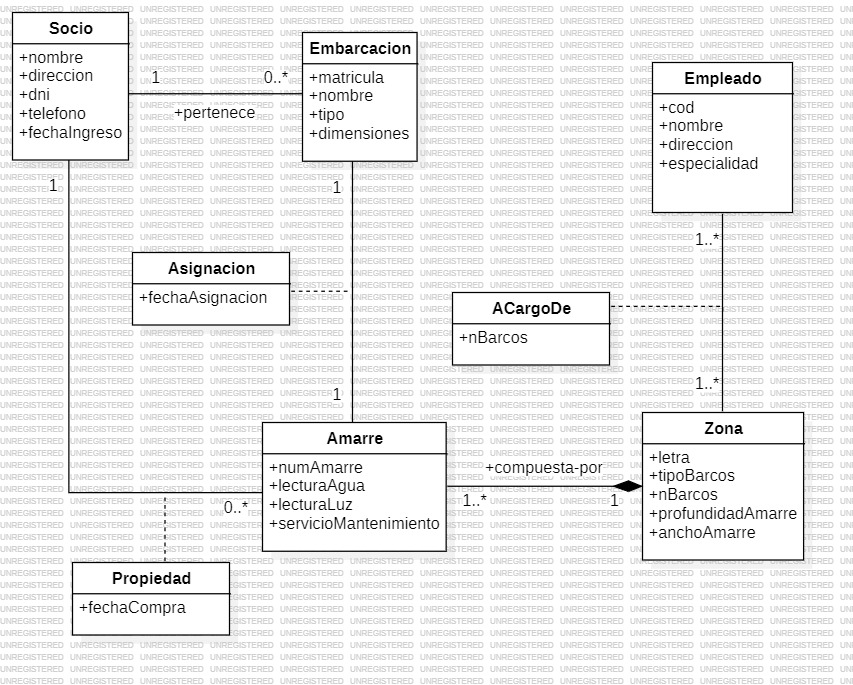 Socio
+nombre
+direccion
+dni
+telefono
+fechaIngreso
1
0..*
+pertenece
Embarcacion
+matricula
+nombre
+tipo
+dimensiones
Empleado
+cod
+nombre
+direccion
+especialidad
1
1
1..*
Asignacion
+fechaAsignacion
ACargoDe
+nBarcos
1
1..*
Amarre
+numAmarre
+lecturaAgua
+lecturaLuz
+servicioMantenimiento
+compuesta-por
1..*
1
Zona
+letra
+tipoBarcos
+nBarcos
+profundidadAmarre
+anchoAmarre
0..*
Propiedad
+fechaCompra
UNREGISTERED